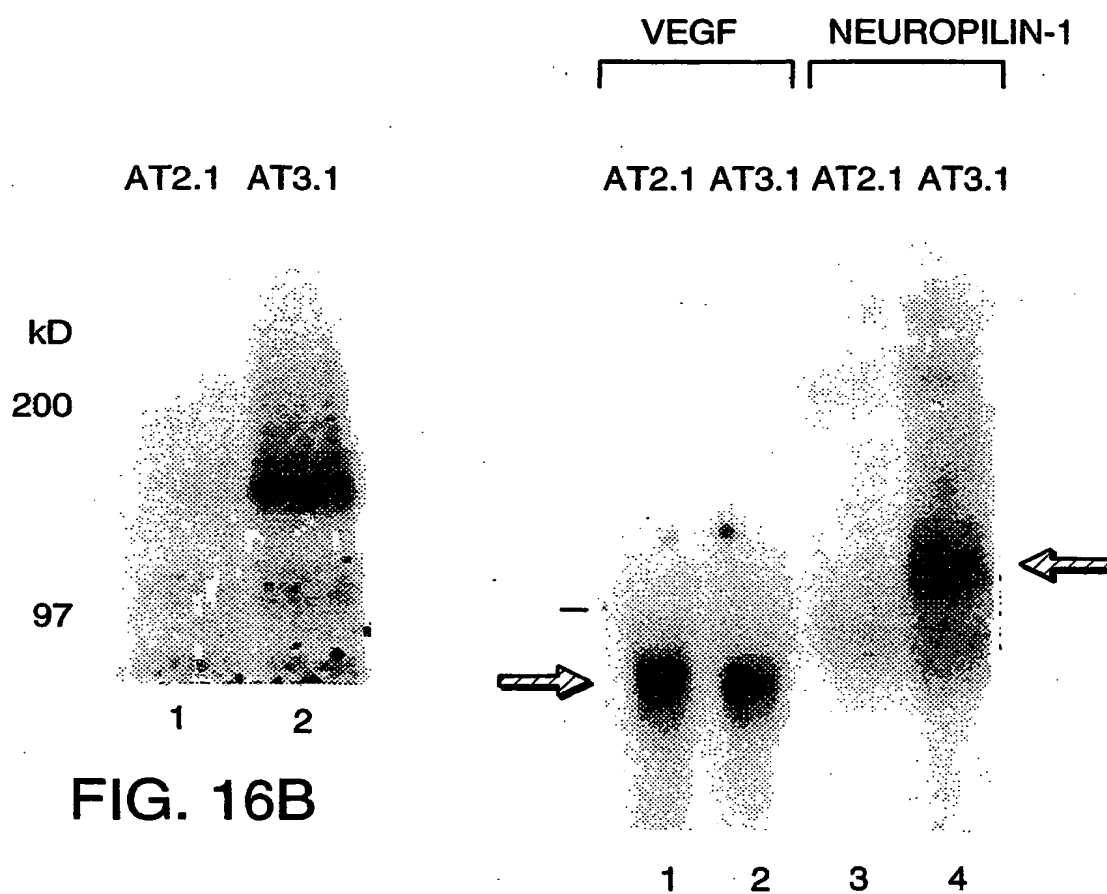 VEGF NEUROPILIN-1
AT2.1 AT3.1 AT2.1 AT3.1 AT2.1 AT3.1
kD
200
97
1 2
FIG. 16B
1 2 3 4